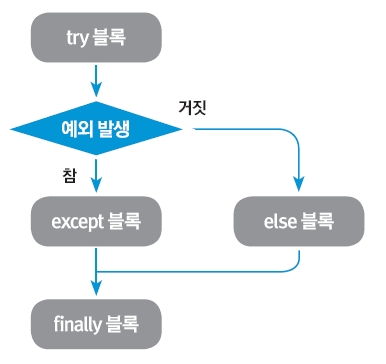 try 블록
예외 발생
거짓
참
except 블록
else 블록
finally 블록